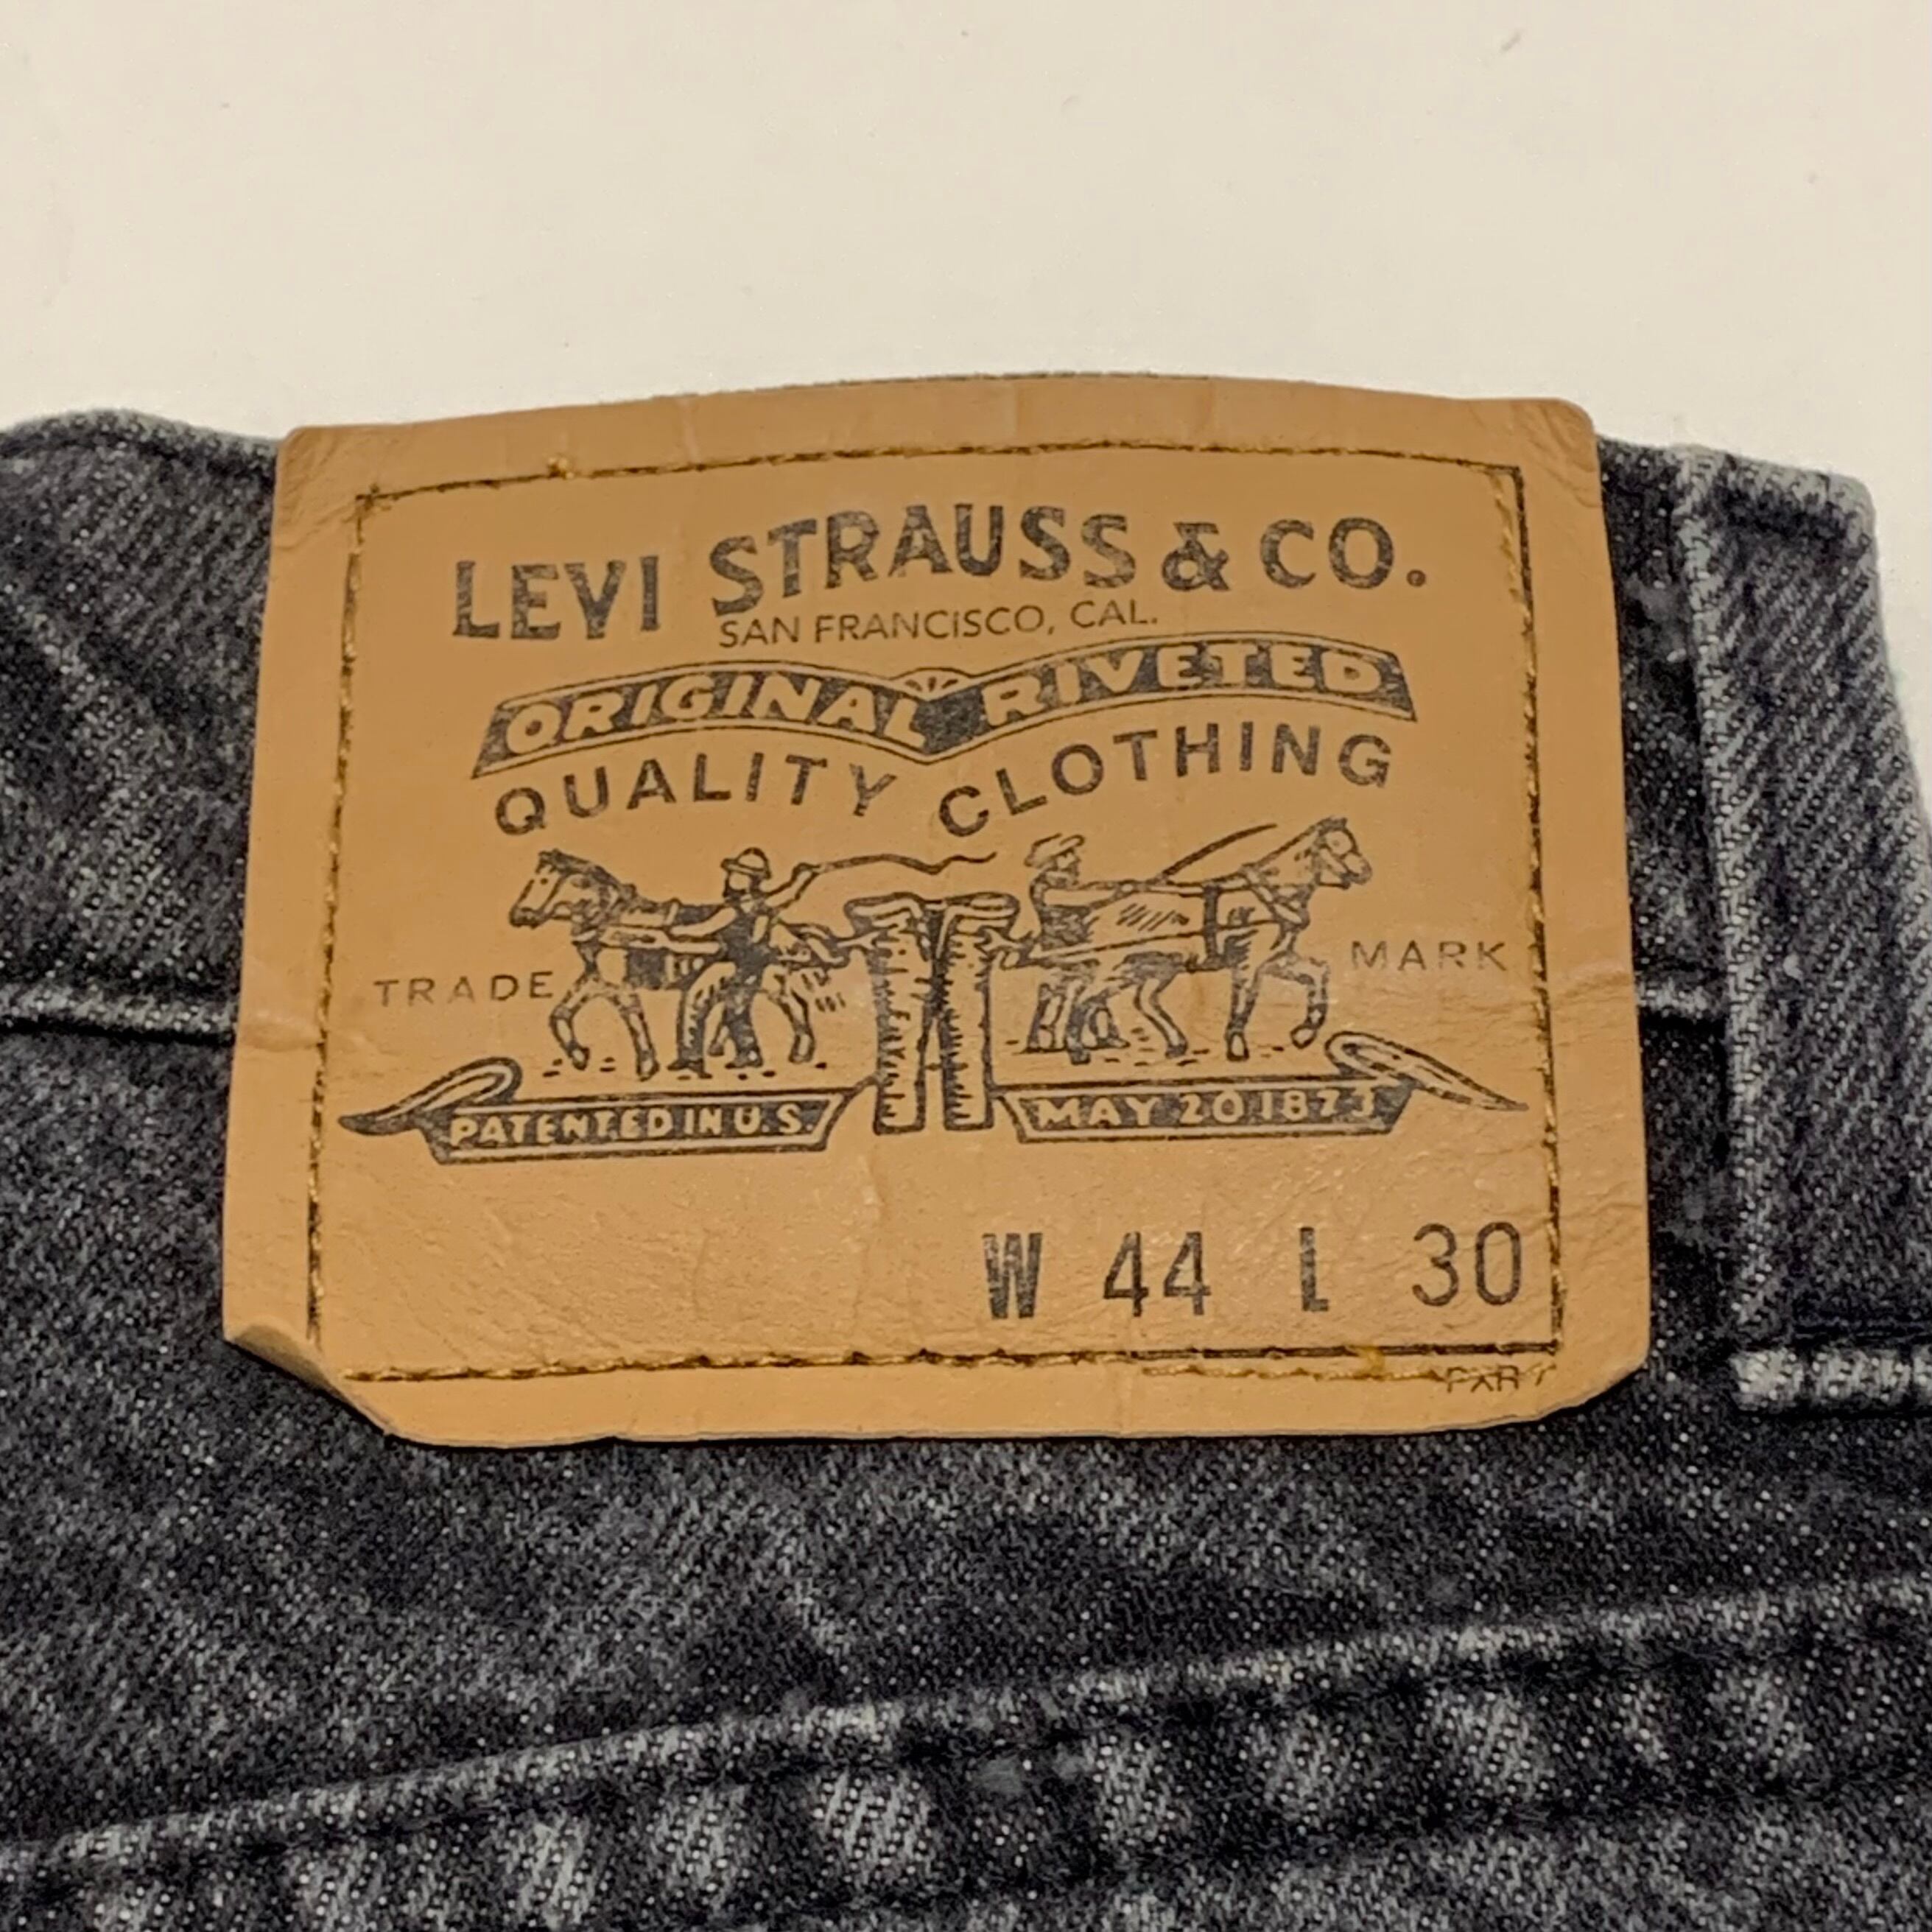 LEVI STRAUSS & CO.
SAN FRANCISCO, CAL.
ORIGINAL RIVETED
QUALITY CLOTHING
TRADE MARK
PATENTED IN U.S. MAY 20 1873
W 44 L 30